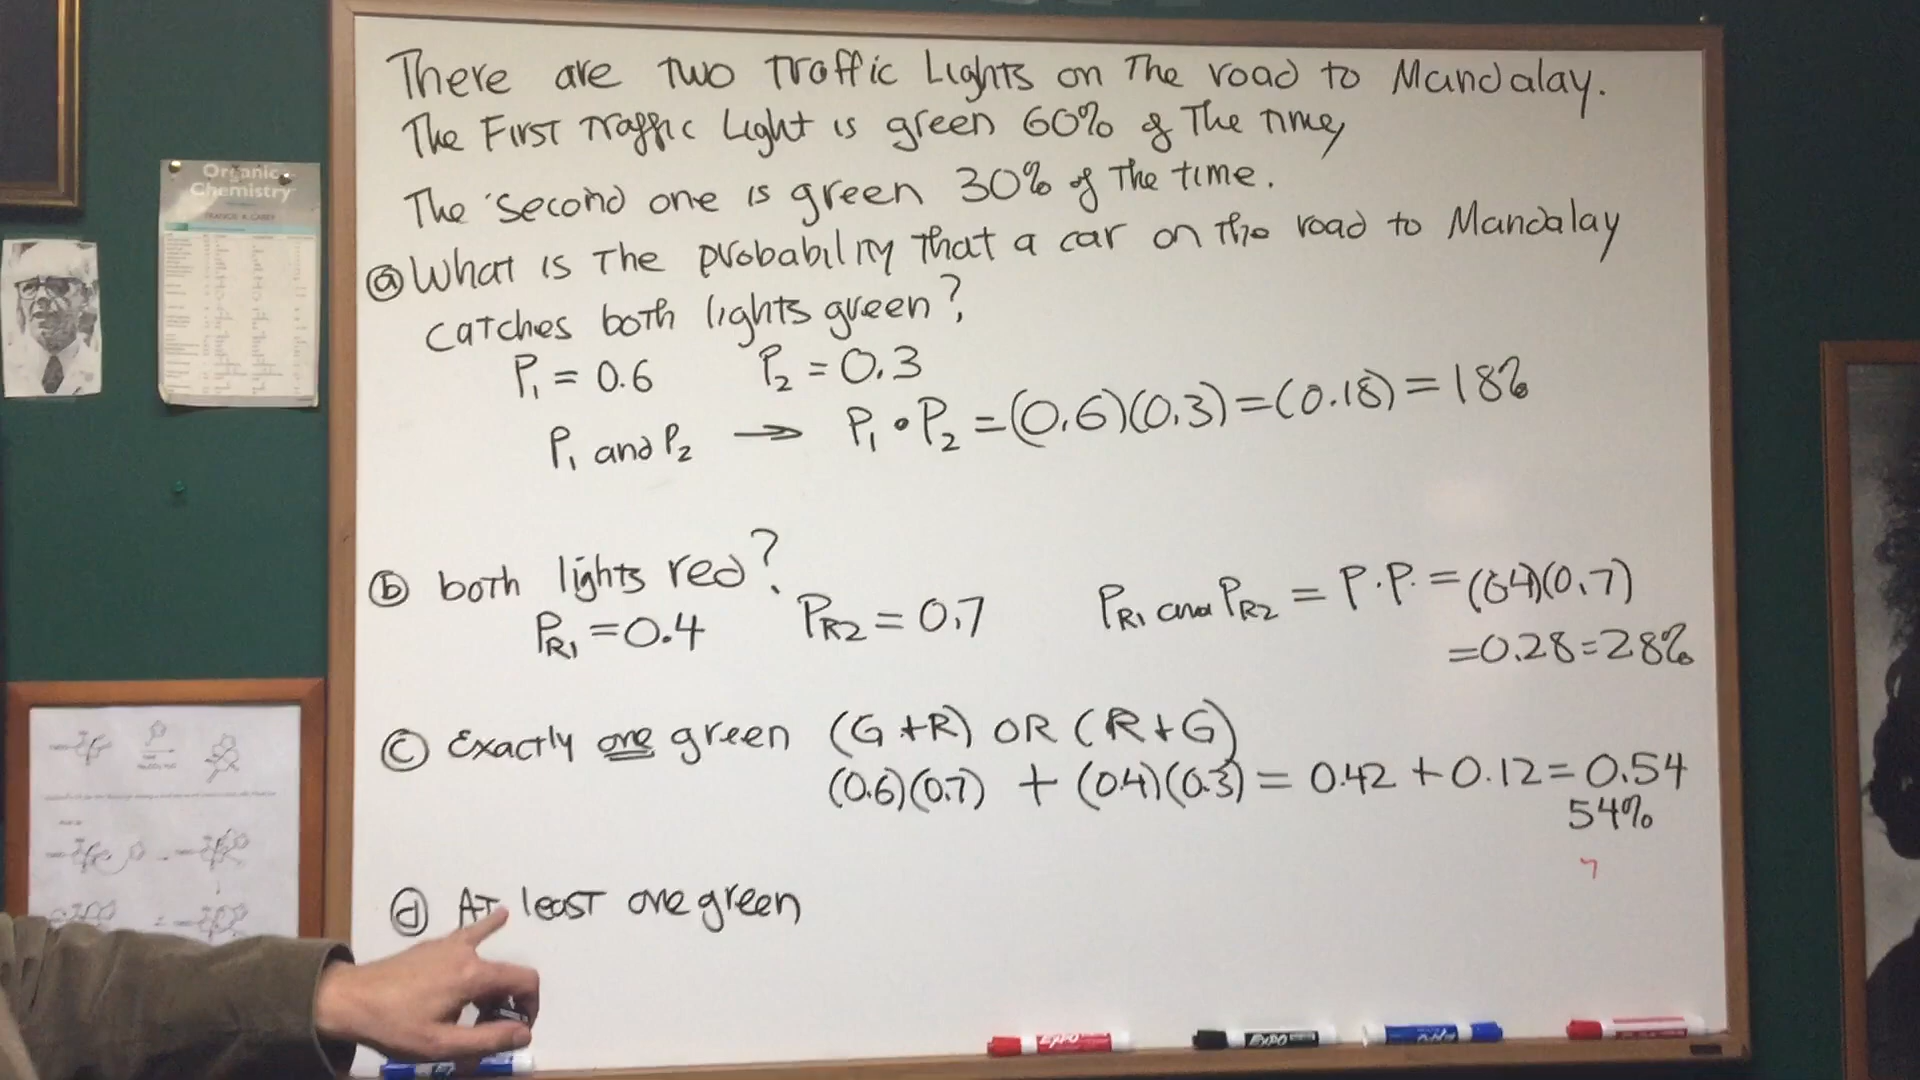 There are two traffic lights on the road to Mandalay.
The First traffic light is green 60% of the time,
The second one is green 30% of the time.
ⓐ What is the probability that a car on the road to Mandalay
catches both lights green?
P₁ = 0.6 P₂ = 0.3
P₁ and P₂ → P₁ • P₂ = (0.6)(0.3) = (0.18) = 18%
ⓑ both lights red?
P_R1 = 0.4 P_R2 = 0.7 P_R1 and P_R2 = P.P. = (0.4)(0.7)
= 0.28 = 28%
ⓒ Exactly one green (G + R) OR (R + G)
(0.6)(0.7) + (0.4)(0.3) = 0.42 + 0.12 = 0.54
54%
ⓓ At least one green
Organic
Chemistry
FRANCIS A. CAREY
EXPO
EXPO